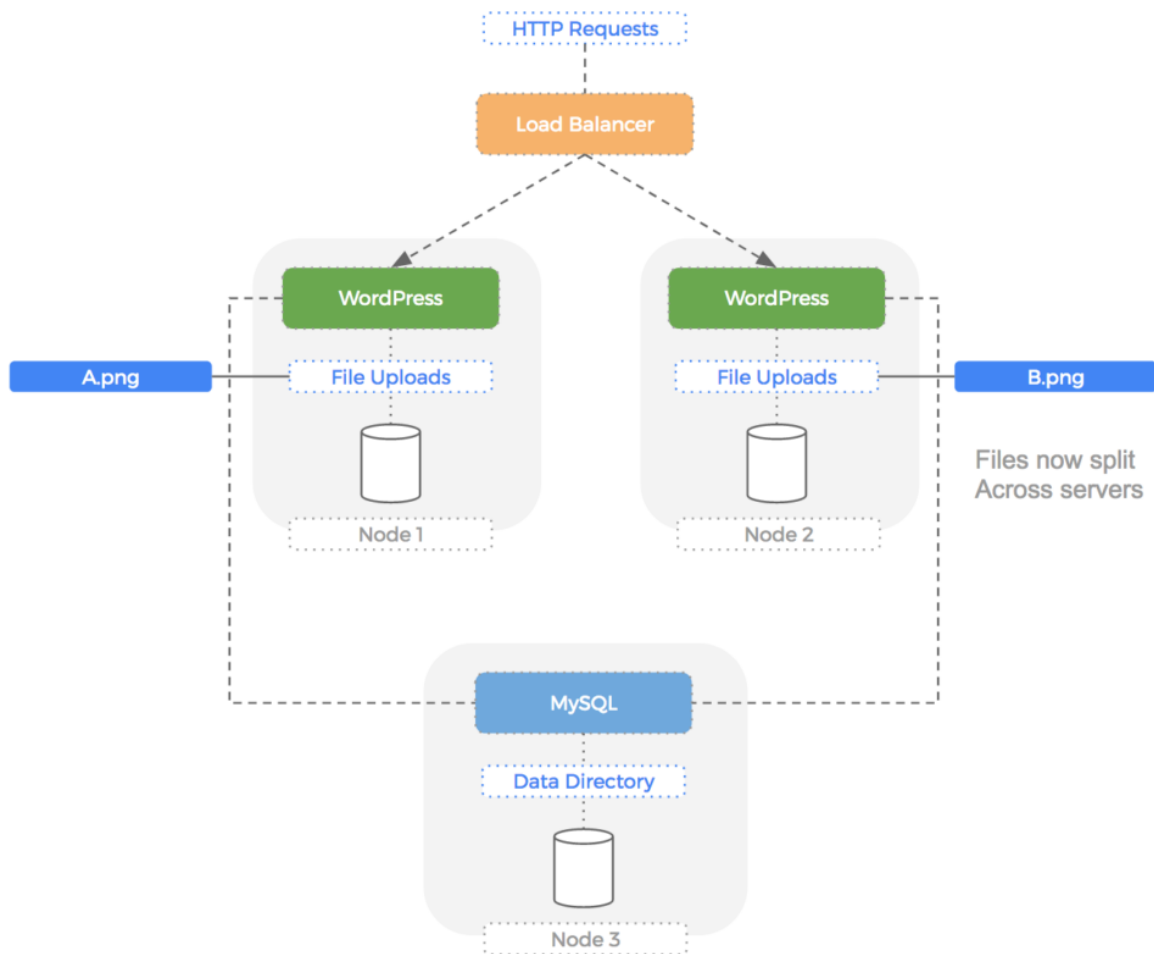 HTTP Requests
Load Balancer
WordPress
WordPress
A.png
File Uploads
File Uploads
B.png
Files now split
Across servers
Node 1
Node 2
MySQL
Data Directory
Node 3